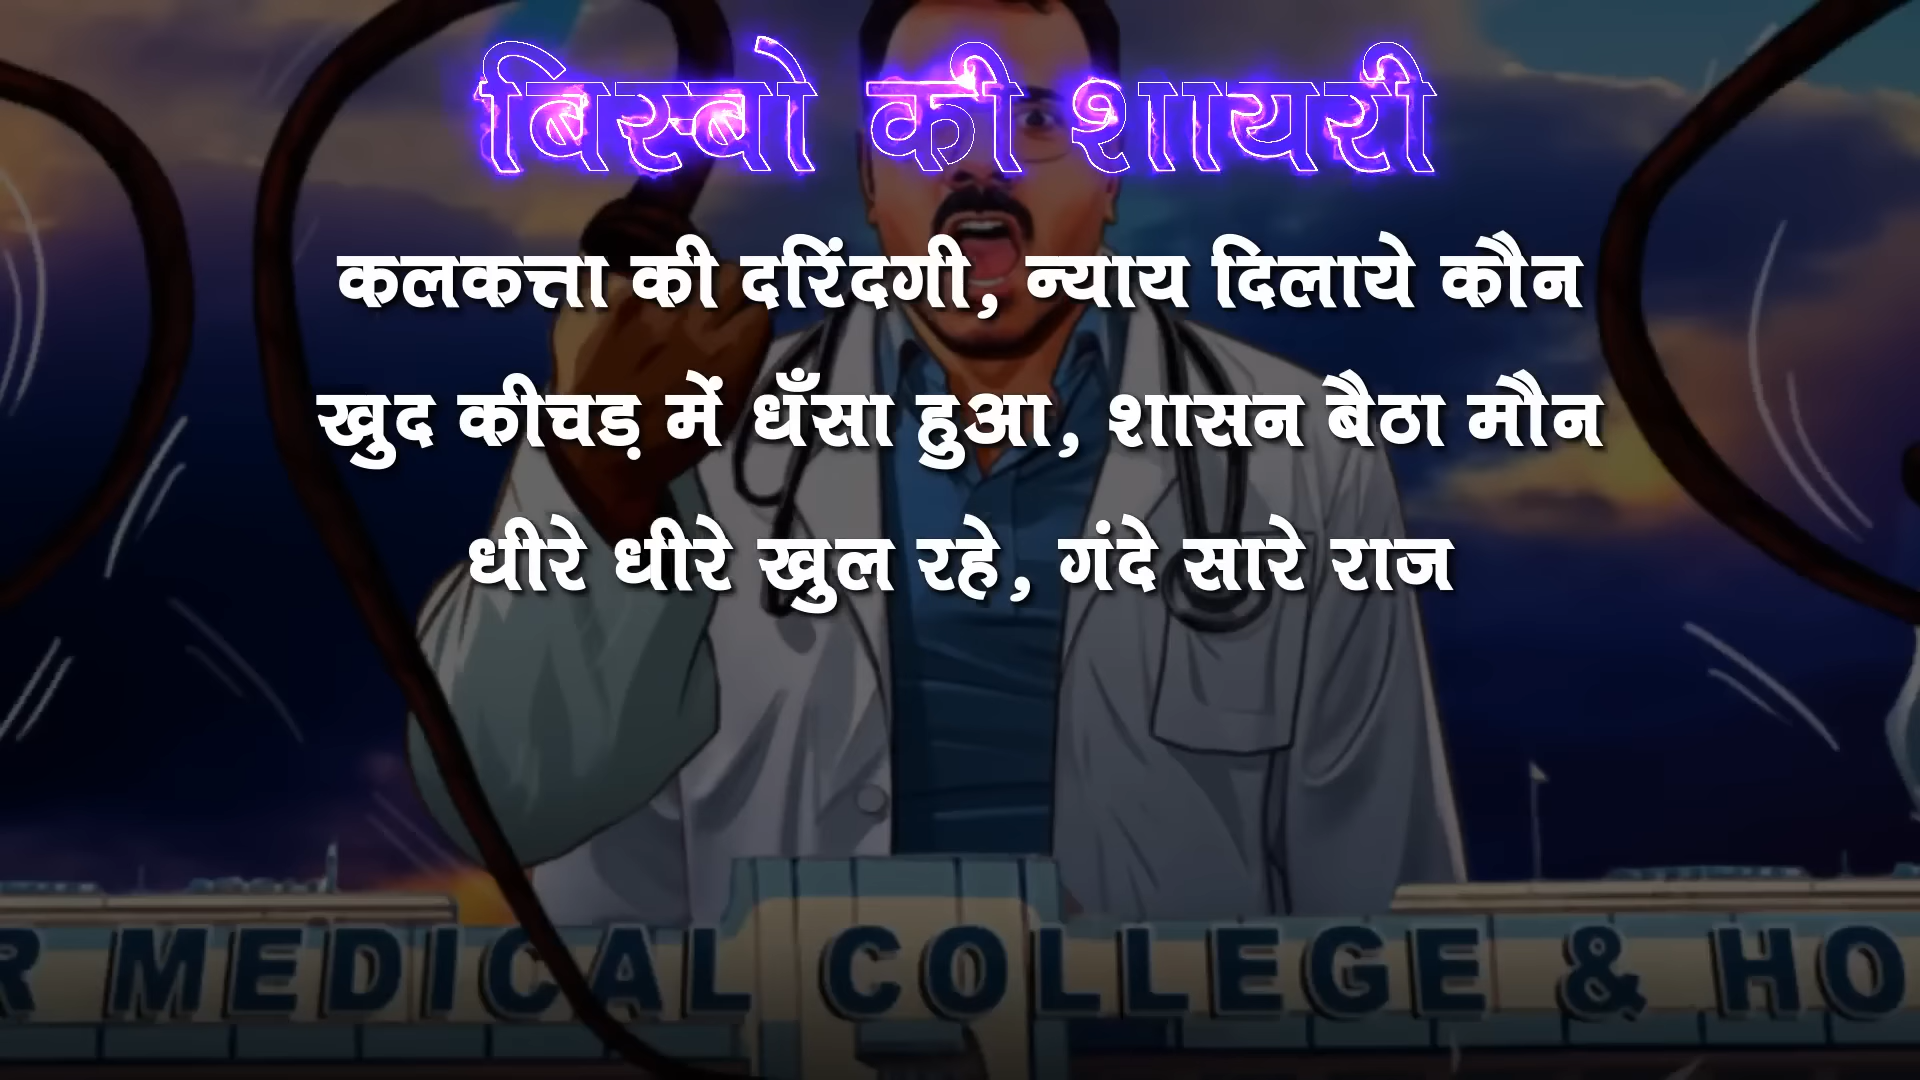 बिस्बो की शायरी
कलकत्ता की दरिंदगी, न्याय दिलाये कौन
खुद कीचड़ में धँसा हुआ, शासन बैठा मौन
धीरे धीरे खुल रहे, गंदे सारे राज
R MEDICAL COLLEGE & HO